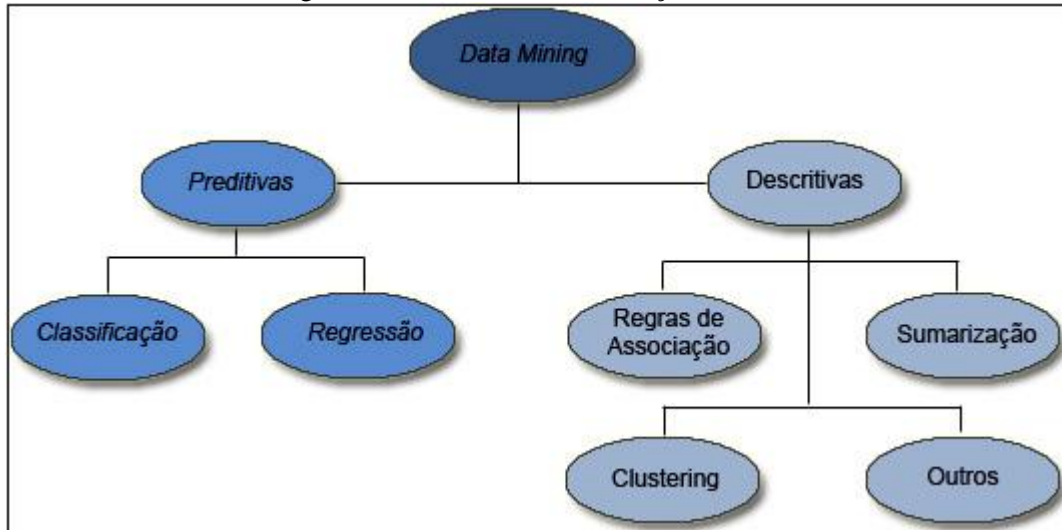 Data Mining
Preditivas
Descritivas
Classificação
Regressão
Regras de
Associação
Sumarização
Clustering
Outros